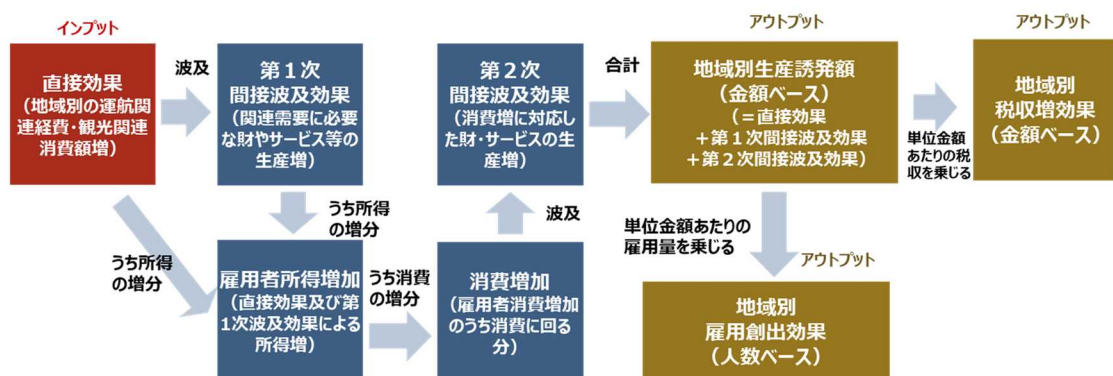 インプット
直接効果
（地域別の運航関
連経費・観光関連
消費額増）
波及
第１次
間接波及効果
（関連需要に必要
な財やサービス等の
生産増）
うち所得
の増分
うち所得
の増分
雇用者所得増加
（直接効果及び第
1次波及効果による
所得増）
うち消費
の増分
消費増加
（雇用者消費増加
のうち消費に回る
分）
波及
第２次
間接波及効果
（消費増に対応し
た財・サービスの生
産増）
合計
アウトプット
地域別生産誘発額
（金額ベース）
（＝直接効果
＋第１次間接波及効果
＋第２次間接波及効果）
単位金額
あたりの税
収を乗じる
アウトプット
地域別
税収増効果
（金額ベース）
単位金額あたりの
雇用量を乗じる
アウトプット
地域別
雇用創出効果
（人数ベース）